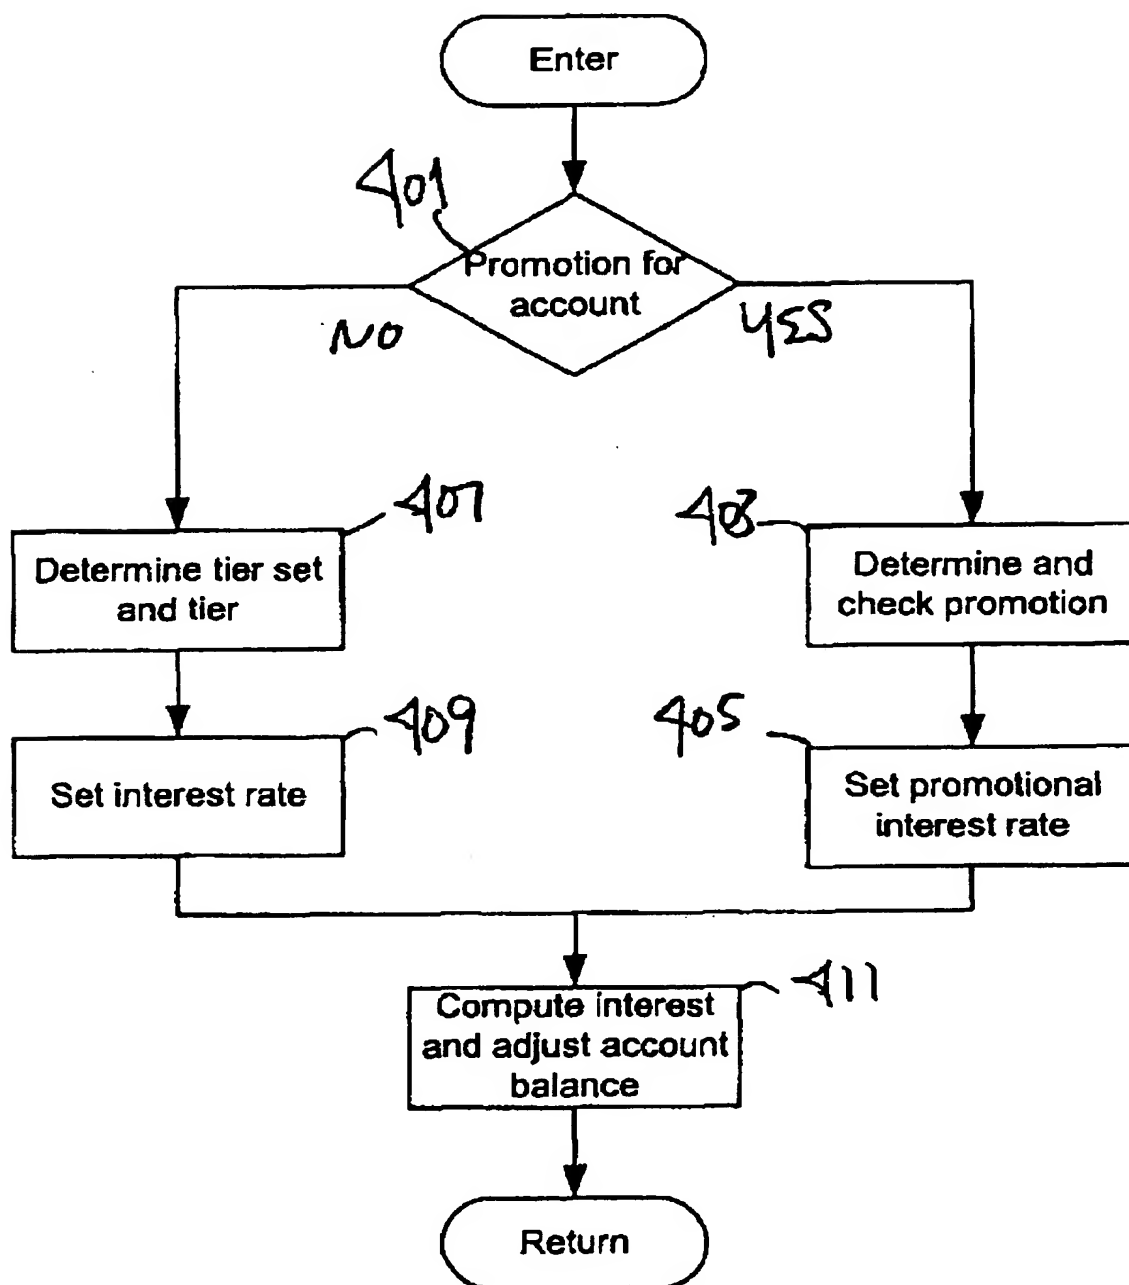 Enter
401
Promotion for
account
NO
YES
407
403
Determine tier set
and tier
Determine and
check promotion
409
405
Set interest rate
Set promotional
interest rate
411
Compute interest
and adjust account
balance
Return